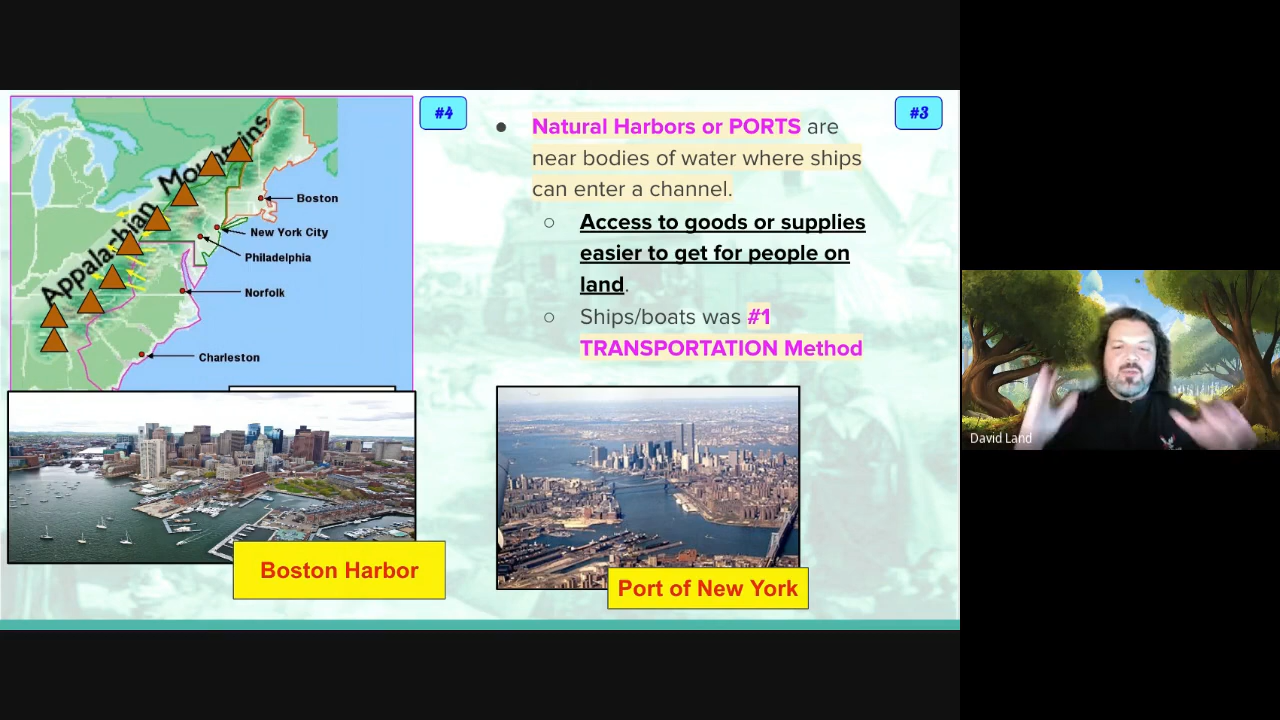 #4
#3
Appalachian Mountains
Boston
New York City
Philadelphia
Norfolk
Charleston
● Natural Harbors or PORTS are
near bodies of water where ships
can enter a channel.
○ Access to goods or supplies
easier to get for people on
land.
○ Ships/boats was #1
TRANSPORTATION Method
Boston Harbor
Port of New York
David Land